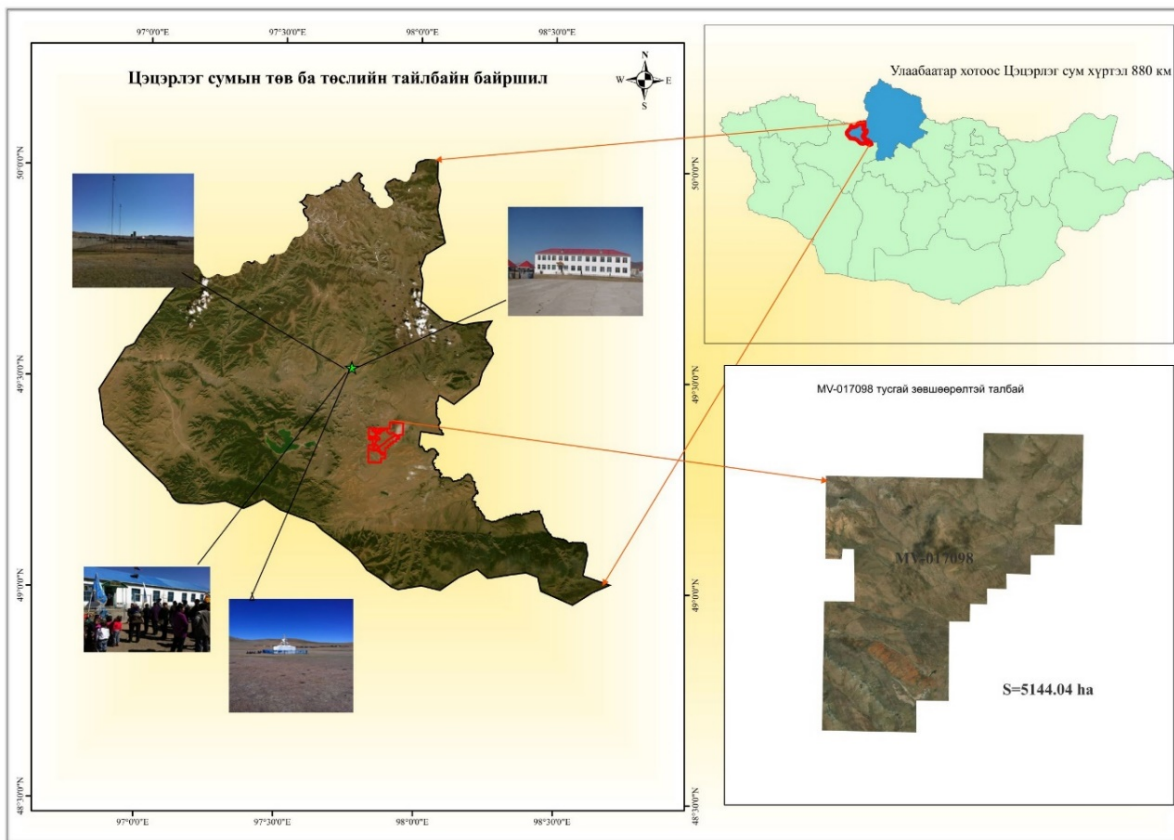 97°0'0"E 97°30'0"E 98°0'0"E 98°30'0"E
Цэцэрлэг сумын төв ба төслийн тайлбайн байршил
N
W E
S
50°0'0"N
49°30'0"N
49°0'0"N
48°30'0"N
50°0'0"N
49°30'0"N
49°0'0"N
48°30'0"N
97°0'0"E 97°30'0"E 98°0'0"E 98°30'0"E
Улаабаатар хотоос Цэцэрлэг сум хүртэл 880 км
MV-017098 тусгай зөвшөөрөлтэй талбай
MV-017098
S=5144.04 ha